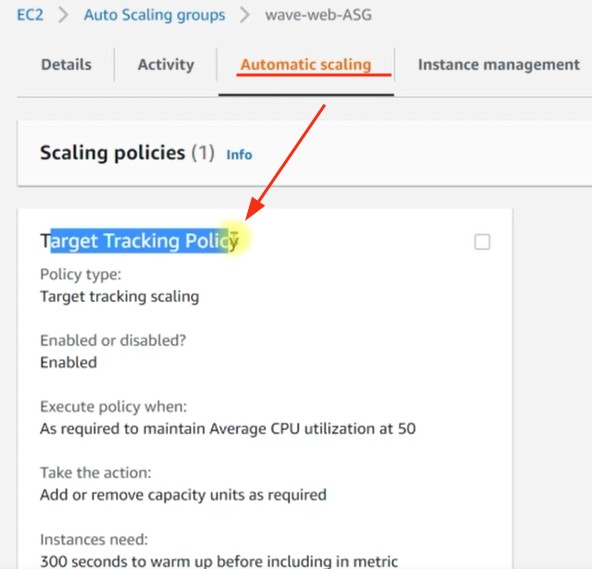 EC2 > Auto Scaling groups > wave-web-ASG
Details Activity Automatic scaling Instance management
Scaling policies (1) Info
Target Tracking Policy
Policy type:
Target tracking scaling
Enabled or disabled?
Enabled
Execute policy when:
As required to maintain Average CPU utilization at 50
Take the action:
Add or remove capacity units as required
Instances need:
300 seconds to warm up before including in metric